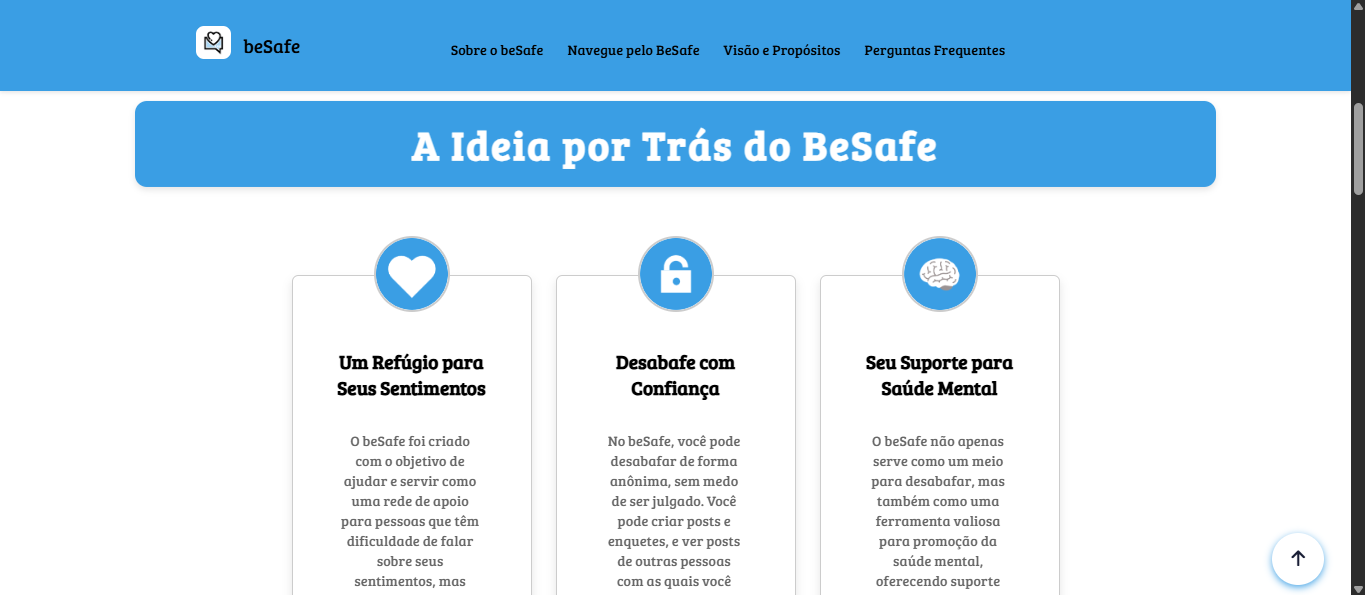 beSafe
Sobre o beSafe
Navegue pelo BeSafe
Visão e Propósitos
Perguntas Frequentes
A Ideia por Trás do BeSafe
Um Refúgio para
Seus Sentimentos
O beSafe foi criado
com o objetivo de
ajudar e servir como
uma rede de apoio
para pessoas que têm
dificuldade de falar
sobre seus
sentimentos, mas
Desabafe com
Confiança
No beSafe, você pode
desabafar de forma
anônima, sem medo
de ser julgado. Você
pode criar posts e
enquetes, e ver posts
de outras pessoas
com as quais você
Seu Suporte para
Saúde Mental
O beSafe não apenas
serve como um meio
para desabafar, mas
também como uma
ferramenta valiosa
para promoção da
saúde mental,
oferecendo suporte